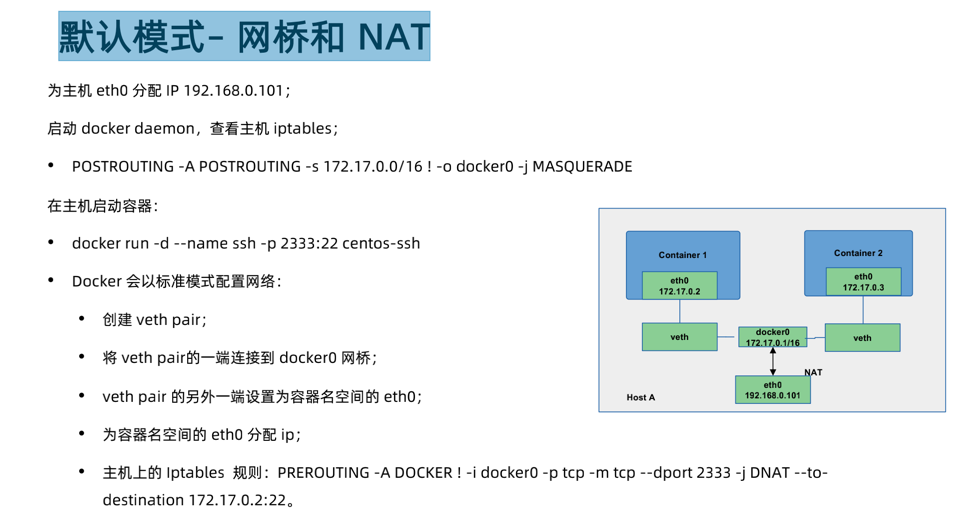 默认模式– 网桥和 NAT
为主机 eth0 分配 IP 192.168.0.101；
启动 docker daemon，查看主机 iptables；
• POSTROUTING -A POSTROUTING -s 172.17.0.0/16 ! -o docker0 -j MASQUERADE
在主机启动容器：
• docker run -d --name ssh -p 2333:22 centos-ssh
• Docker 会以标准模式配置网络：
• 创建 veth pair；
• 将 veth pair的一端连接到 docker0 网桥；
• veth pair 的另外一端设置为容器名空间的 eth0；
• 为容器名空间的 eth0 分配 ip；
• 主机上的 Iptables 规则：PREROUTING -A DOCKER ! -i docker0 -p tcp -m tcp --dport 2333 -j DNAT --to-
destination 172.17.0.2:22。
Container 1
eth0
172.17.0.2
Container 2
eth0
172.17.0.3
veth
docker0
172.17.0.1/16
veth
NAT
eth0
192.168.0.101
Host A